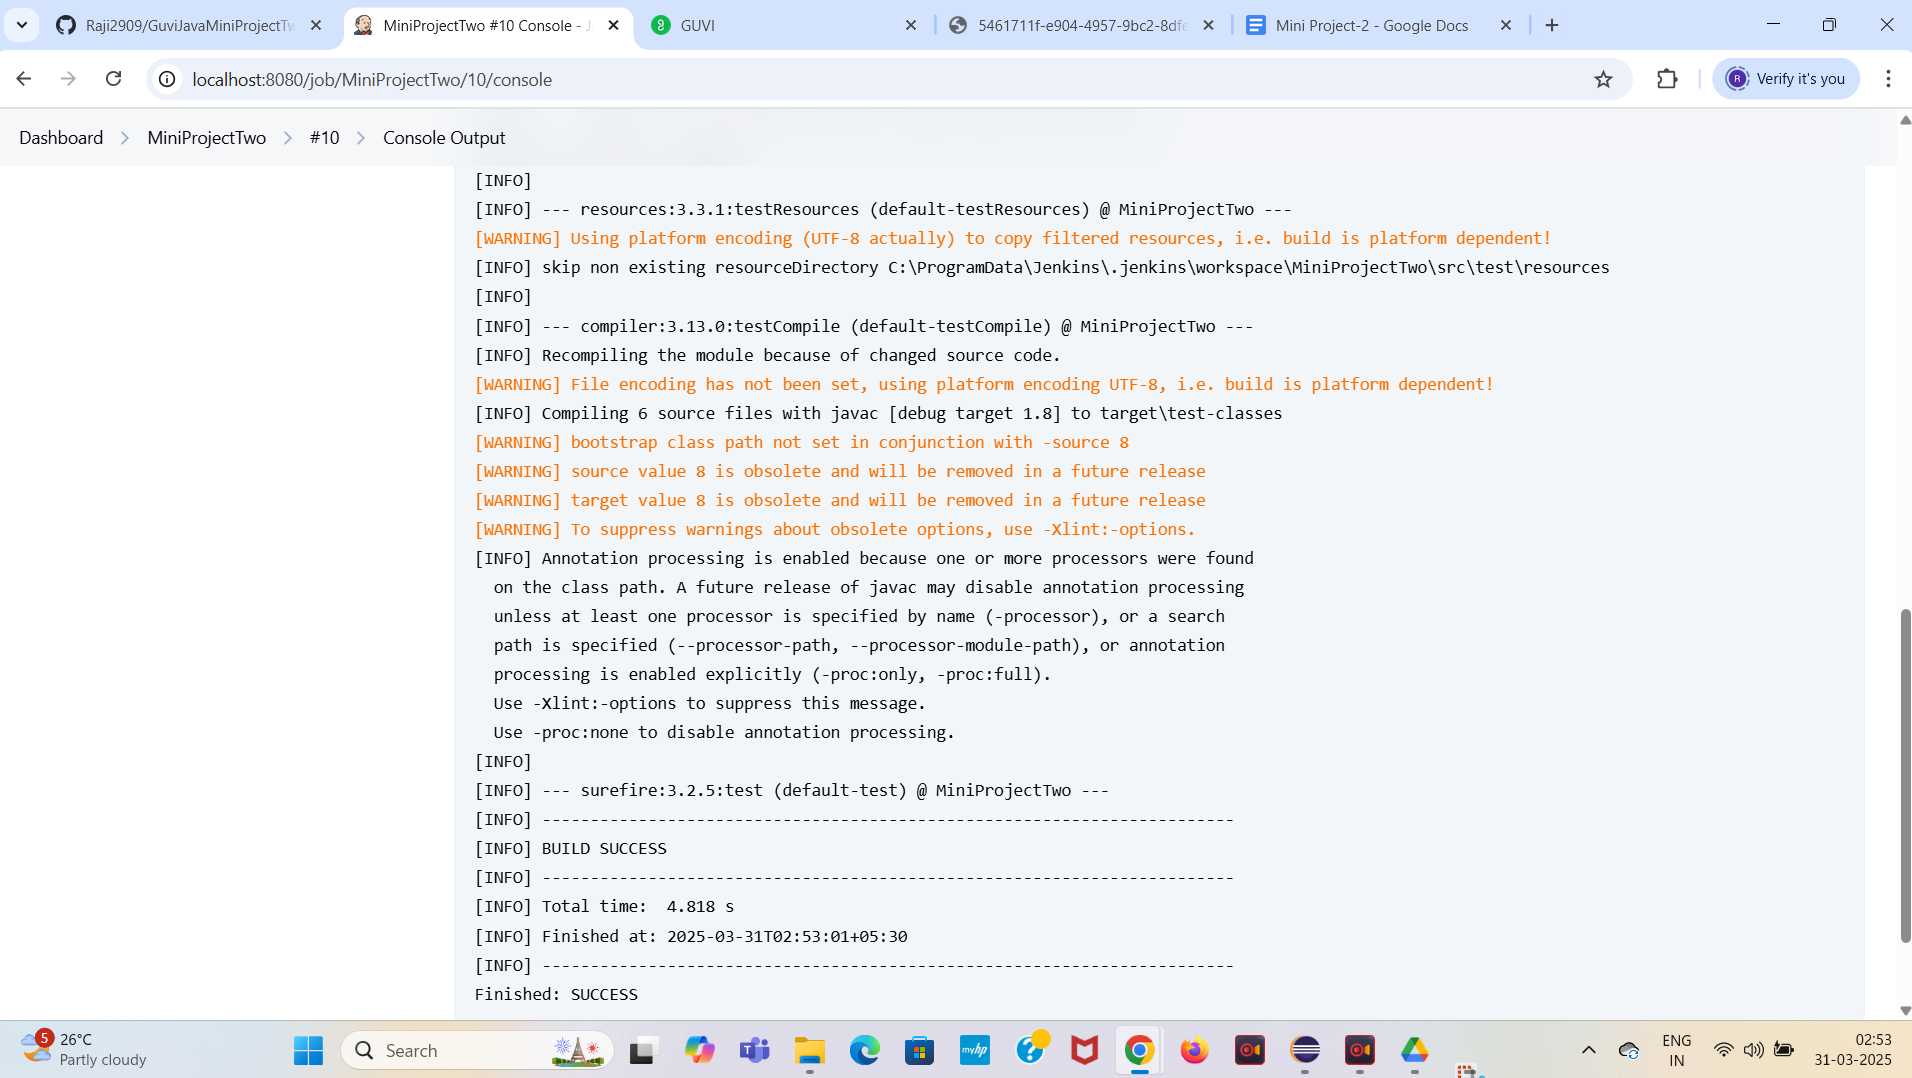 Raji2909/GuviJavaMiniProjectTw
MiniProjectTwo #10 Console - J
GUVI
5461711f-e904-4957-9bc2-8dfe
Mini Project-2 - Google Docs
localhost:8080/job/MiniProjectTwo/10/console
R
Verify it's you
Dashboard
MiniProjectTwo
#10
Console Output
[INFO]
[INFO] --- resources:3.3.1:testResources (default-testResources) @ MiniProjectTwo ---
[WARNING] Using platform encoding (UTF-8 actually) to copy filtered resources, i.e. build is platform dependent!
[INFO] skip non existing resourceDirectory C:\ProgramData\Jenkins\.jenkins\workspace\MiniProjectTwo\src\test\resources
[INFO]
[INFO] --- compiler:3.13.0:testCompile (default-testCompile) @ MiniProjectTwo ---
[INFO] Recompiling the module because of changed source code.
[WARNING] File encoding has not been set, using platform encoding UTF-8, i.e. build is platform dependent!
[INFO] Compiling 6 source files with javac [debug target 1.8] to target\test-classes
[WARNING] bootstrap class path not set in conjunction with -source 8
[WARNING] source value 8 is obsolete and will be removed in a future release
[WARNING] target value 8 is obsolete and will be removed in a future release
[WARNING] To suppress warnings about obsolete options, use -Xlint:-options.
[INFO] Annotation processing is enabled because one or more processors were found
on the class path. A future release of javac may disable annotation processing
unless at least one processor is specified by name (-processor), or a search
path is specified (--processor-path, --processor-module-path), or annotation
processing is enabled explicitly (-proc:only, -proc:full).
Use -Xlint:-options to suppress this message.
Use -proc:none to disable annotation processing.
[INFO]
[INFO] --- surefire:3.2.5:test (default-test) @ MiniProjectTwo ---
[INFO] ------------------------------------------------------------------------
[INFO] BUILD SUCCESS
[INFO] ------------------------------------------------------------------------
[INFO] Total time:  4.818 s
[INFO] Finished at: 2025-03-31T02:53:01+05:30
[INFO] ------------------------------------------------------------------------
Finished: SUCCESS
5
26°C
Partly cloudy
Search
myhp
ENG
IN
02:53
31-03-2025